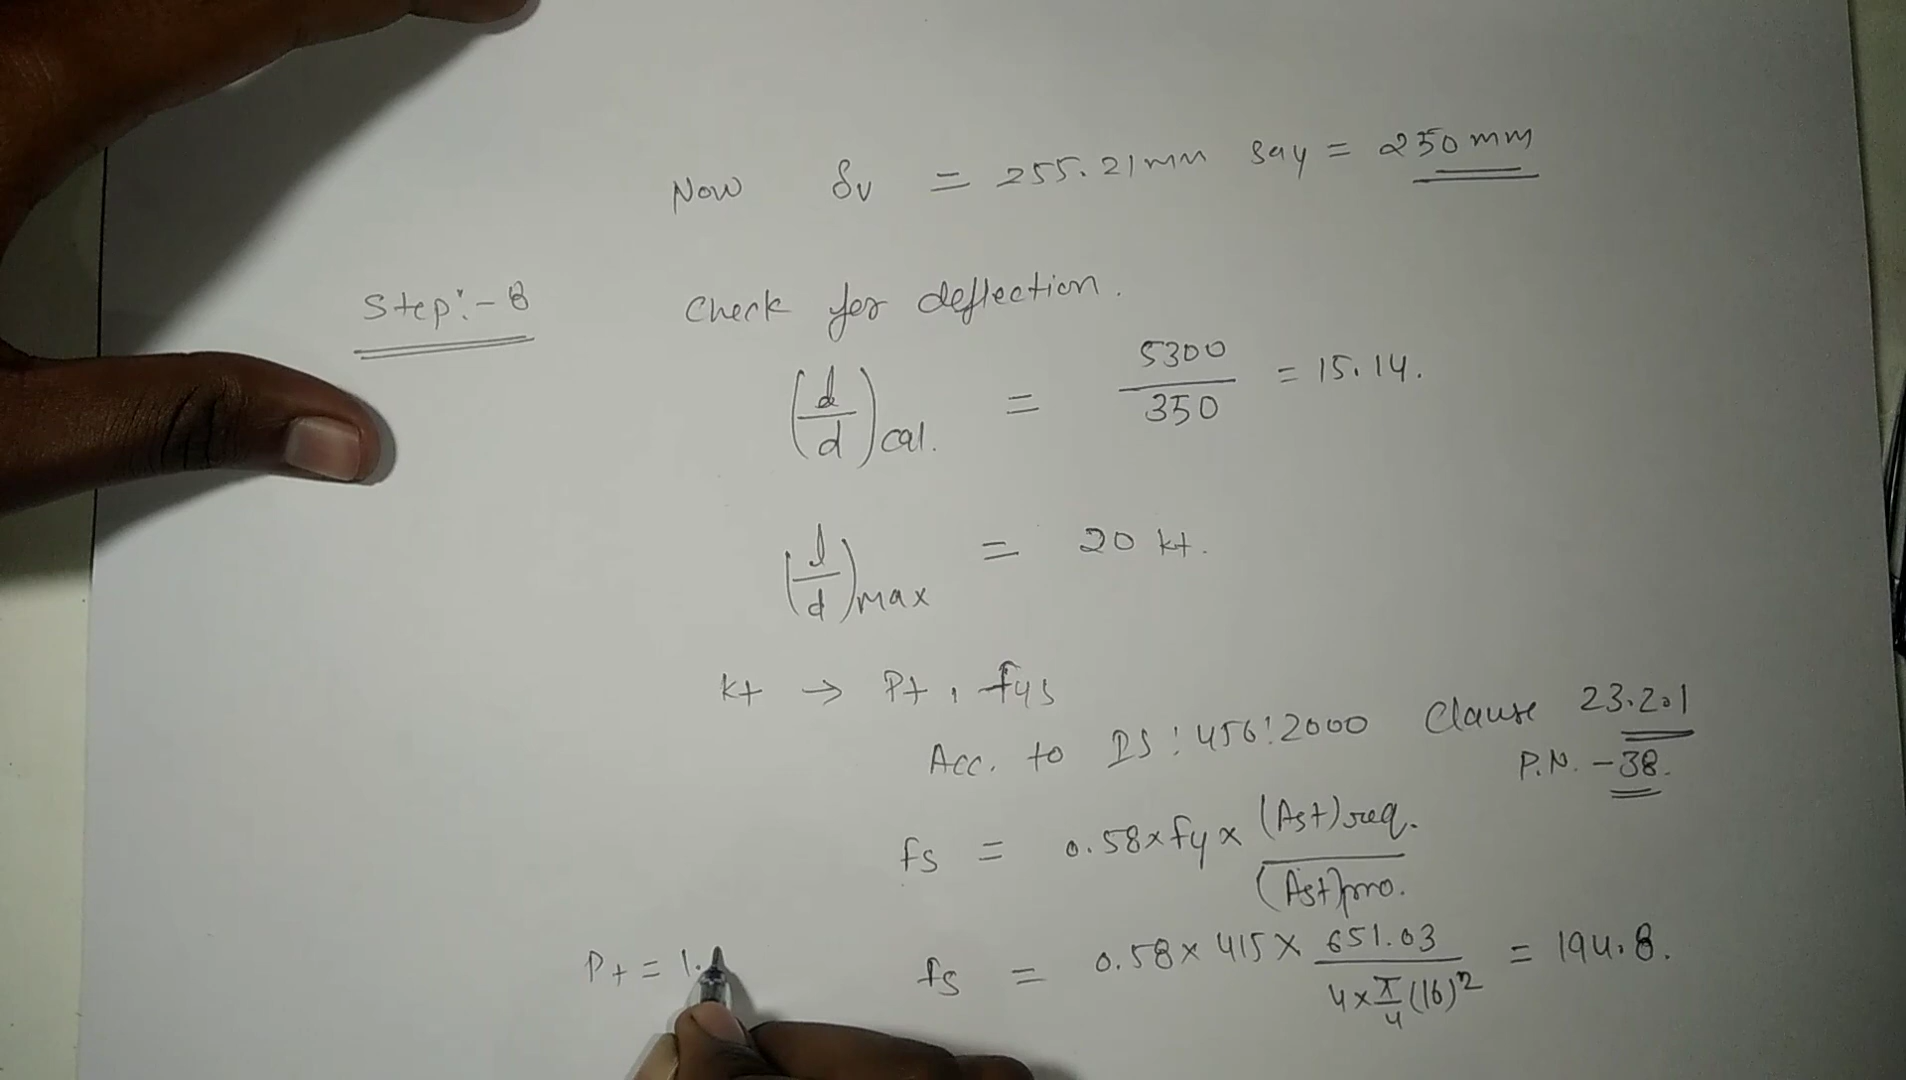 Now Sv = 255.21mm say = 250 mm
Step:- 8 Check for deflection.
(l/d)cal. = 5300/350 = 15.14.
(l/d)max = 20 kt.
kt → Pt, fys
Acc. to IS:456:2000 Clause 23.2.1
P.N. - 38.
fs = 0.58 x fy x (Ast)req. / (Ast)pro.
Pt = 1. fs = 0.58 x 415 x 651.03 / 4 x π/4 (16)² = 194.8.